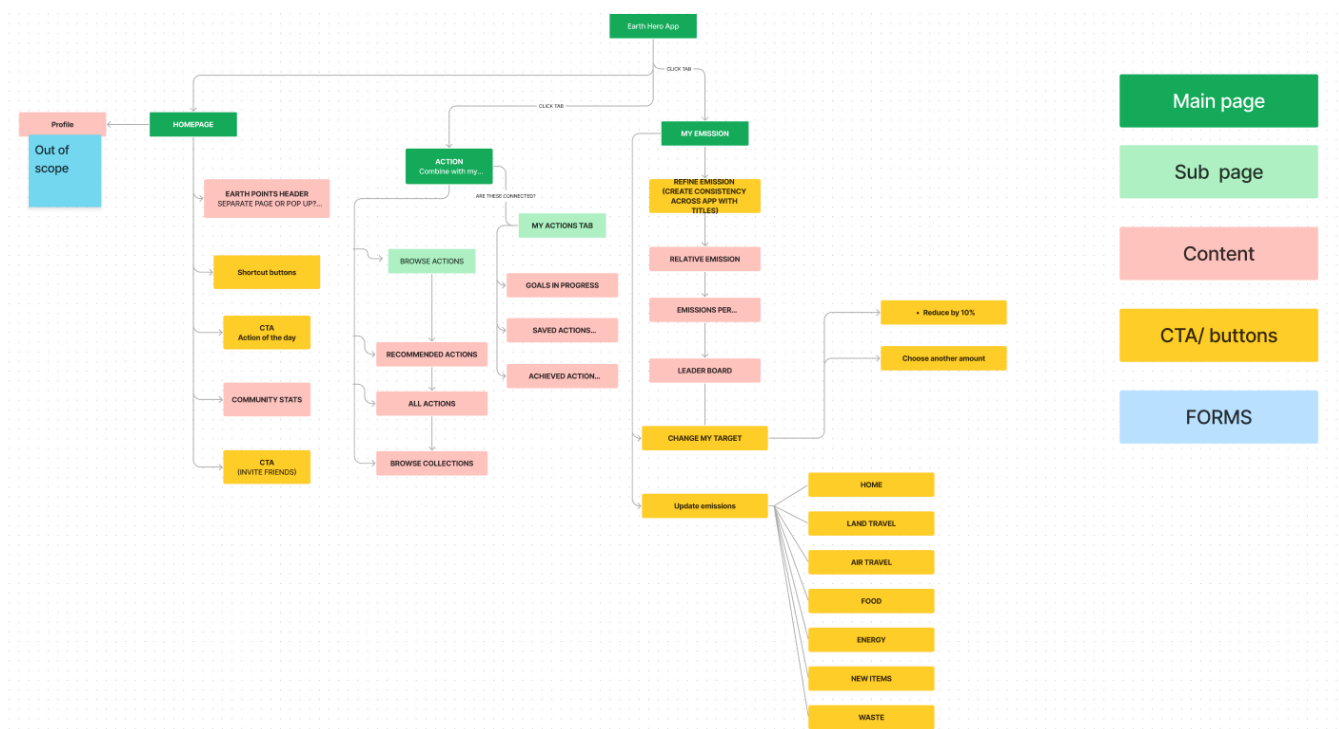 Earth Hero App
CLICK TAB
CLICK TAB
Main page
Profile
HOMEPAGE
MY EMISSION
Out of
scope
ACTION
Combine with my...
Sub page
EARTH POINTS HEADER
SEPARATE PAGE OR POP UP?...
ARE THESE CONNECTED?
REFINE EMISSION
(CREATE CONSISTENCY
ACROSS APP WITH
TITLES)
MY ACTIONS TAB
Content
BROWSE ACTIONS
RELATIVE EMISSION
Shortcut buttons
GOALS IN PROGRESS
EMISSIONS PER...
• Reduce by 10%
CTA
Action of the day
SAVED ACTIONS...
CTA/ buttons
RECOMMENDED ACTIONS
Choose another amount
ACHIEVED ACTION...
LEADER BOARD
COMMUNITY STATS
ALL ACTIONS
FORMS
CHANGE MY TARGET
CTA
(INVITE FRIENDS)
BROWSE COLLECTIONS
HOME
Update emissions
LAND TRAVEL
AIR TRAVEL
FOOD
ENERGY
NEW ITEMS
WASTE